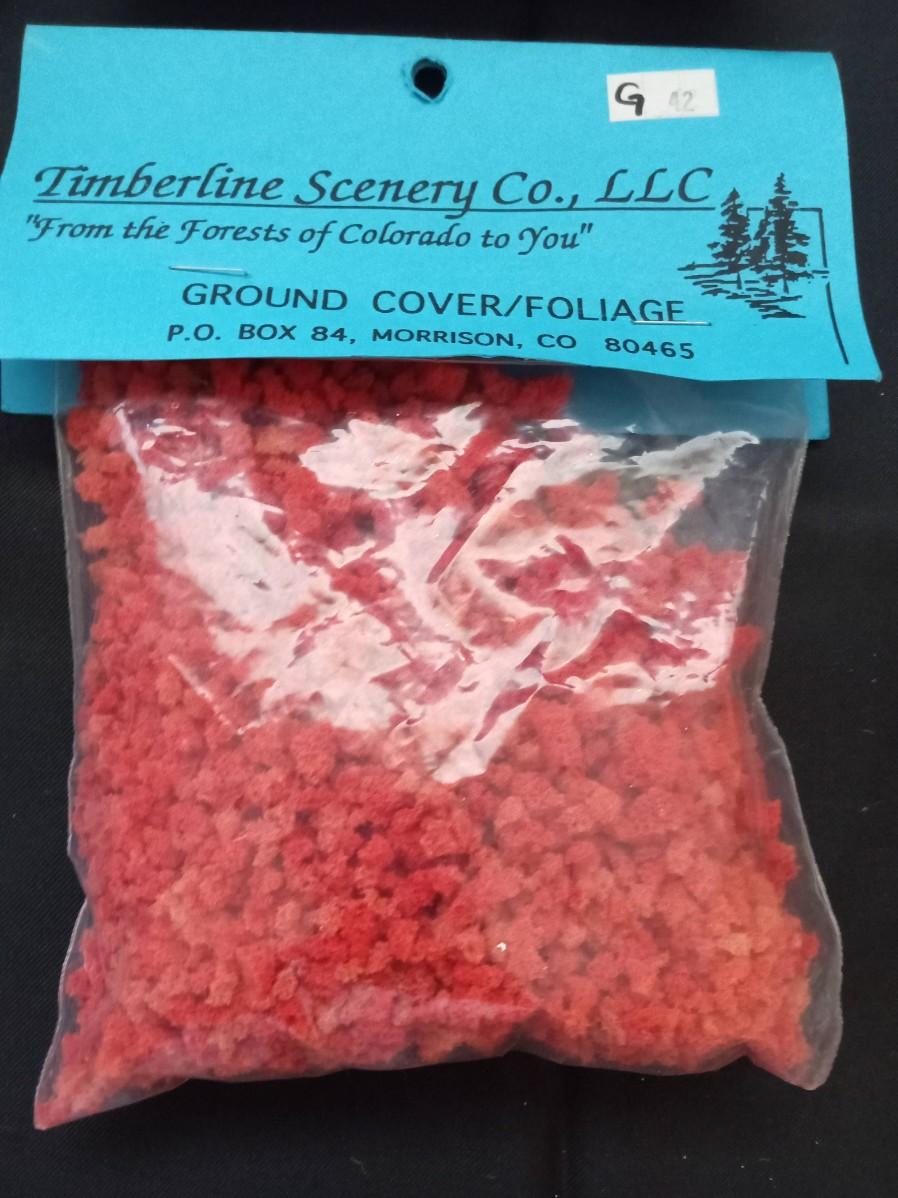 G 42
Timberline Scenery Co., LLC
"From the Forests of Colorado to You"
GROUND COVER/FOLIAGE
P.O. BOX 84, MORRISON, CO 80465